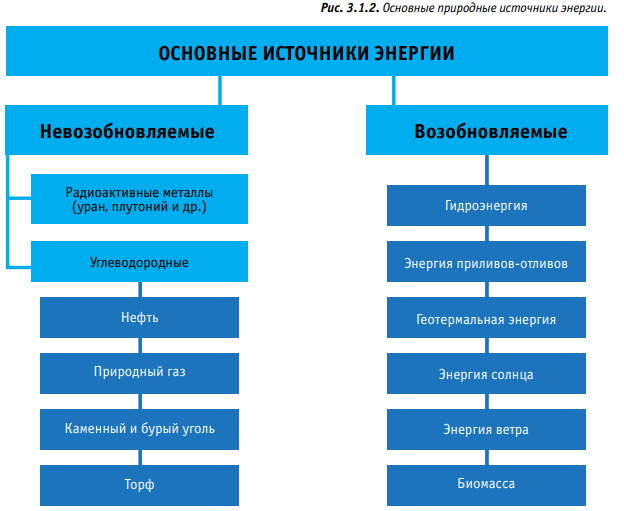 Рис. 3.1.2. Основные природные источники энергии.
ОСНОВНЫЕ ИСТОЧНИКИ ЭНЕРГИИ
Невозобновляемые
Радиоактивные металлы
(уран, плутоний и др.)
Углеводородные
Нефть
Природный газ
Каменный и бурый уголь
Торф
Возобновляемые
Гидроэнергия
Энергия приливов-отливов
Геотермальная энергия
Энергия солнца
Энергия ветра
Биомасса